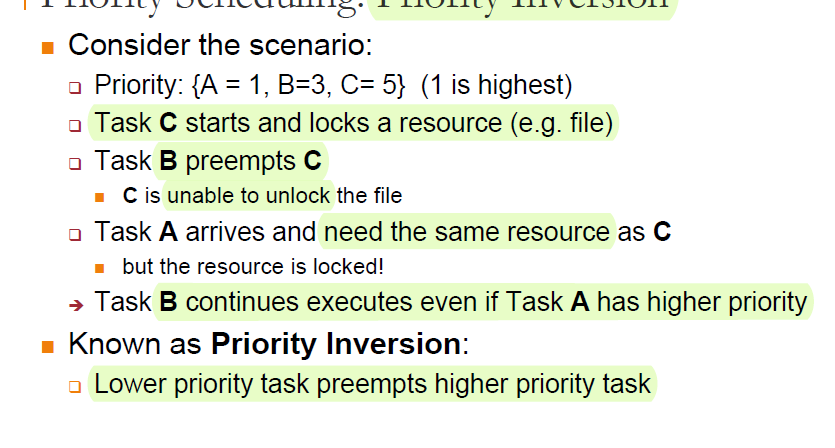 Priority Scheduling: Priority Inversion
Consider the scenario:
Priority: {A = 1, B=3, C= 5} (1 is highest)
Task C starts and locks a resource (e.g. file)
Task B preempts C
C is unable to unlock the file
Task A arrives and need the same resource as C
but the resource is locked!
Task B continues executes even if Task A has higher priority
Known as Priority Inversion:
Lower priority task preempts higher priority task